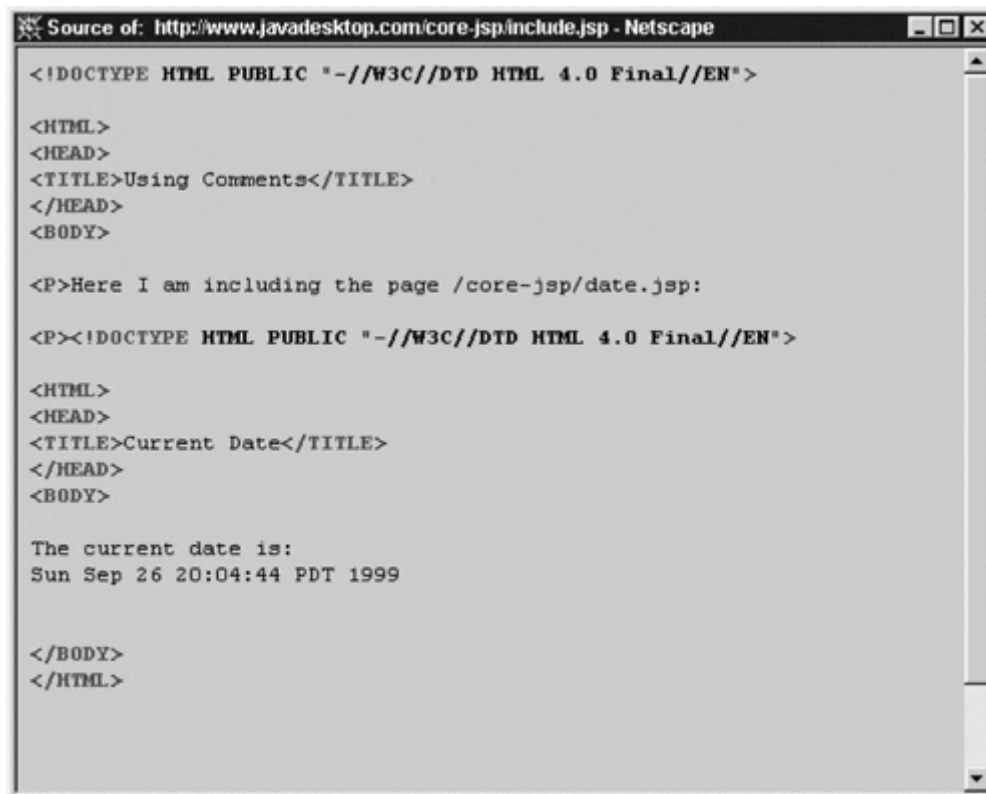 Source of: http://www.javadesktop.com/core-jsp/include.jsp - Netscape
<!DOCTYPE HTML PUBLIC "-//W3C//DTD HTML 4.0 Final//EN">
<HTML>
<HEAD>
<TITLE>Using Comments</TITLE>
</HEAD>
<BODY>
<P>Here I am including the page /core-jsp/date.jsp:
<P><!DOCTYPE HTML PUBLIC "-//W3C//DTD HTML 4.0 Final//EN">
<HTML>
<HEAD>
<TITLE>Current Date</TITLE>
</HEAD>
<BODY>
The current date is:
Sun Sep 26 20:04:44 PDT 1999
</BODY>
</HTML>